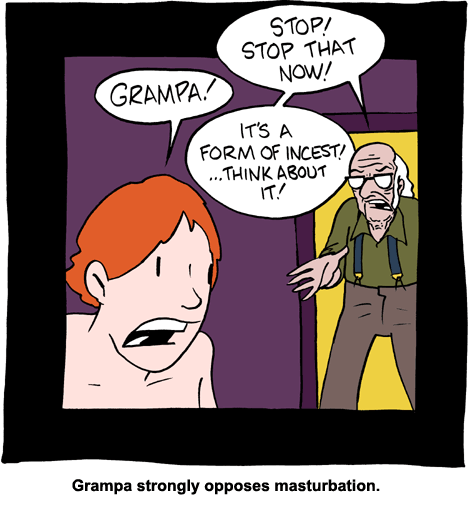 STOP!
STOP THAT
NOW!
GRAMPA!
IT'S A
FORM OF INCEST!
...THINK ABOUT
IT!
Grampa strongly opposes masturbation.